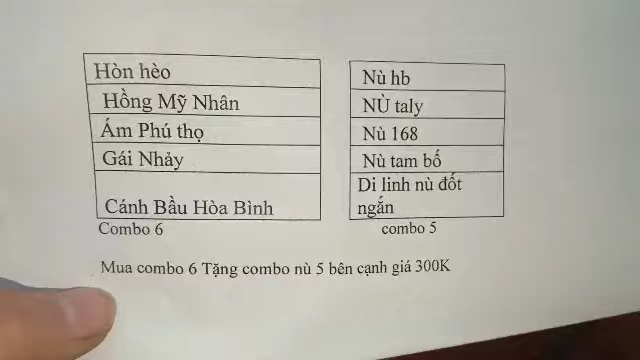 Hòn hèo
Hồng Mỹ Nhân
Ám Phú thọ
Gái Nhảy
Cánh Bầu Hòa Bình
Combo 6
Nù hb
NÙ taly
Nù 168
Nù tam bố
Di linh nù đốt
ngắn
combo 5
Mua combo 6 Tặng combo nù 5 bên cạnh giá 300K